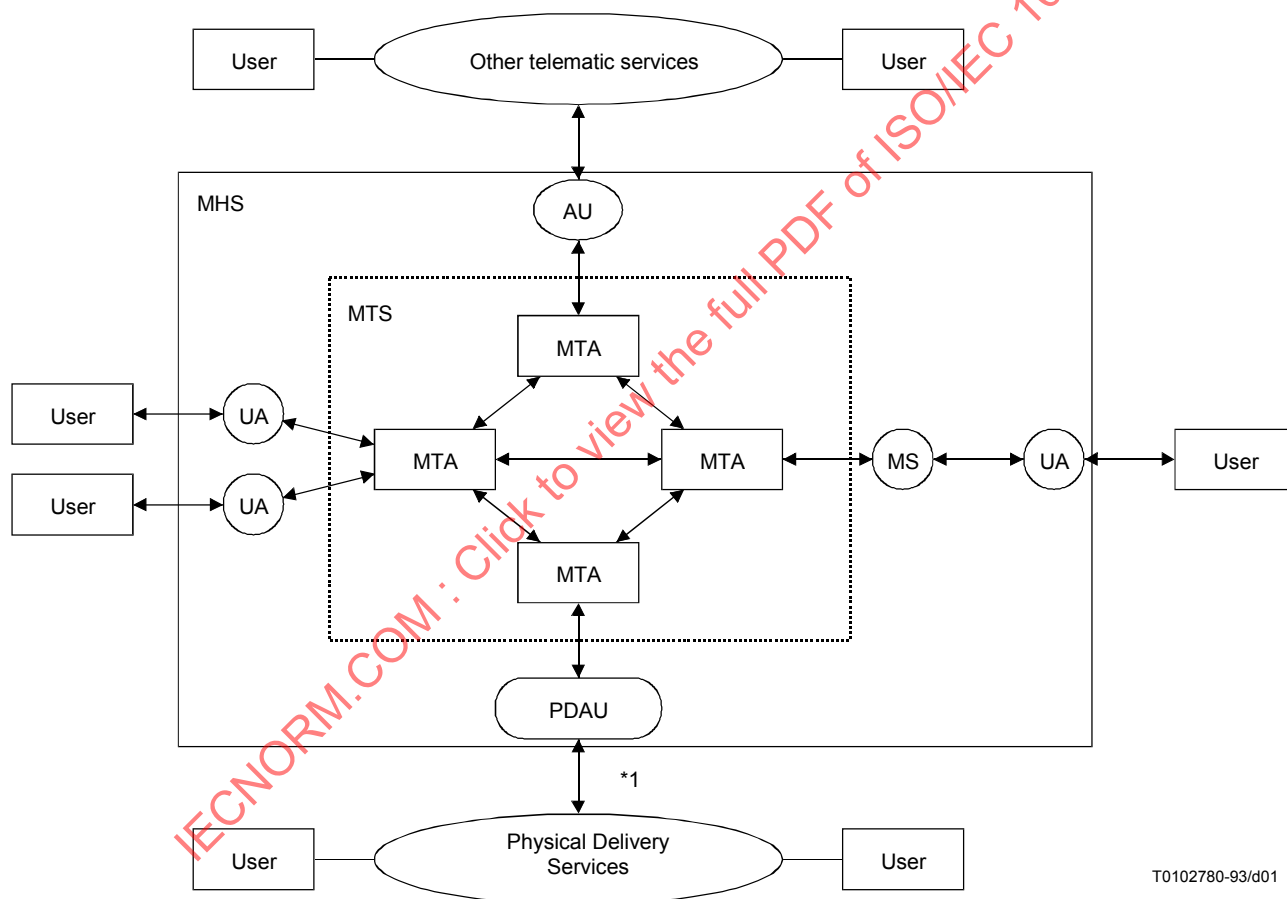 User
Other telematic services
User
MHS
AU
MTS
MTA
User
UA
MTA
MTA
MS
UA
User
User
UA
MTA
PDAU
*1
User
Physical Delivery
Services
User
T0102780-93/d01
IECNORM.COM : Click to view the full PDF of ISO/IEC